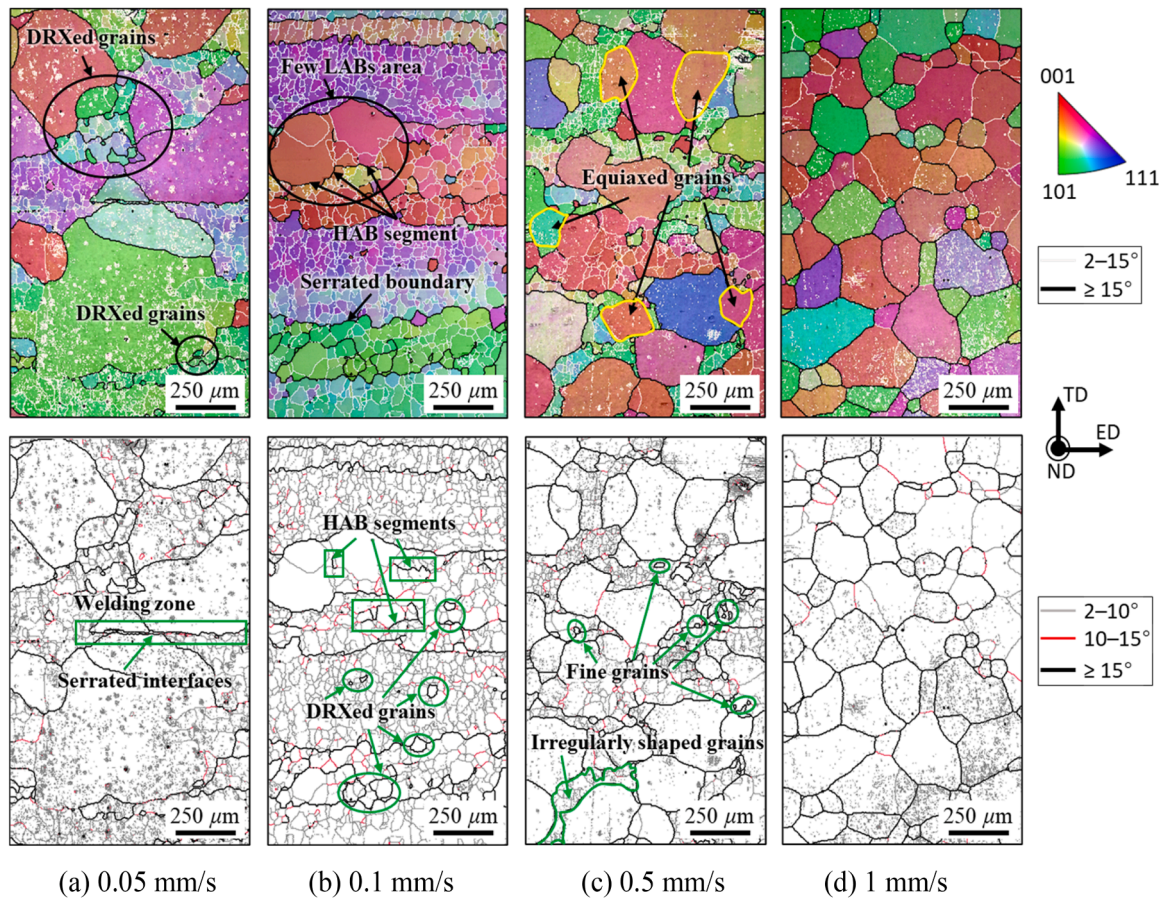 DRXed grains
DRXed grains
250 μm
Few LABs area
HAB segment
Serrated boundary
250 μm
Equiaxed grains
250 μm
250 μm
001
101
111
2–15°
≥ 15°
TD
ED
ND
Welding zone
Serrated interfaces
250 μm
HAB segments
DRXed grains
250 μm
Fine grains
Irregularly shaped grains
250 μm
250 μm
2–10°
10–15°
≥ 15°
(a) 0.05 mm/s
(b) 0.1 mm/s
(c) 0.5 mm/s
(d) 1 mm/s